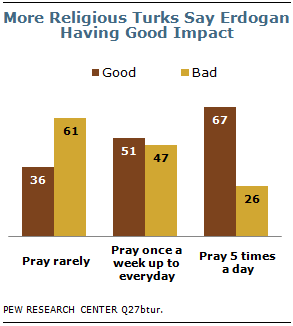 More Religious Turks Say Erdogan
Having Good Impact
Good Bad
36 61 51 47 67 26
Pray rarely
Pray once a
week up to
everyday
Pray 5 times
a day
PEW RESEARCH CENTER Q27btur.